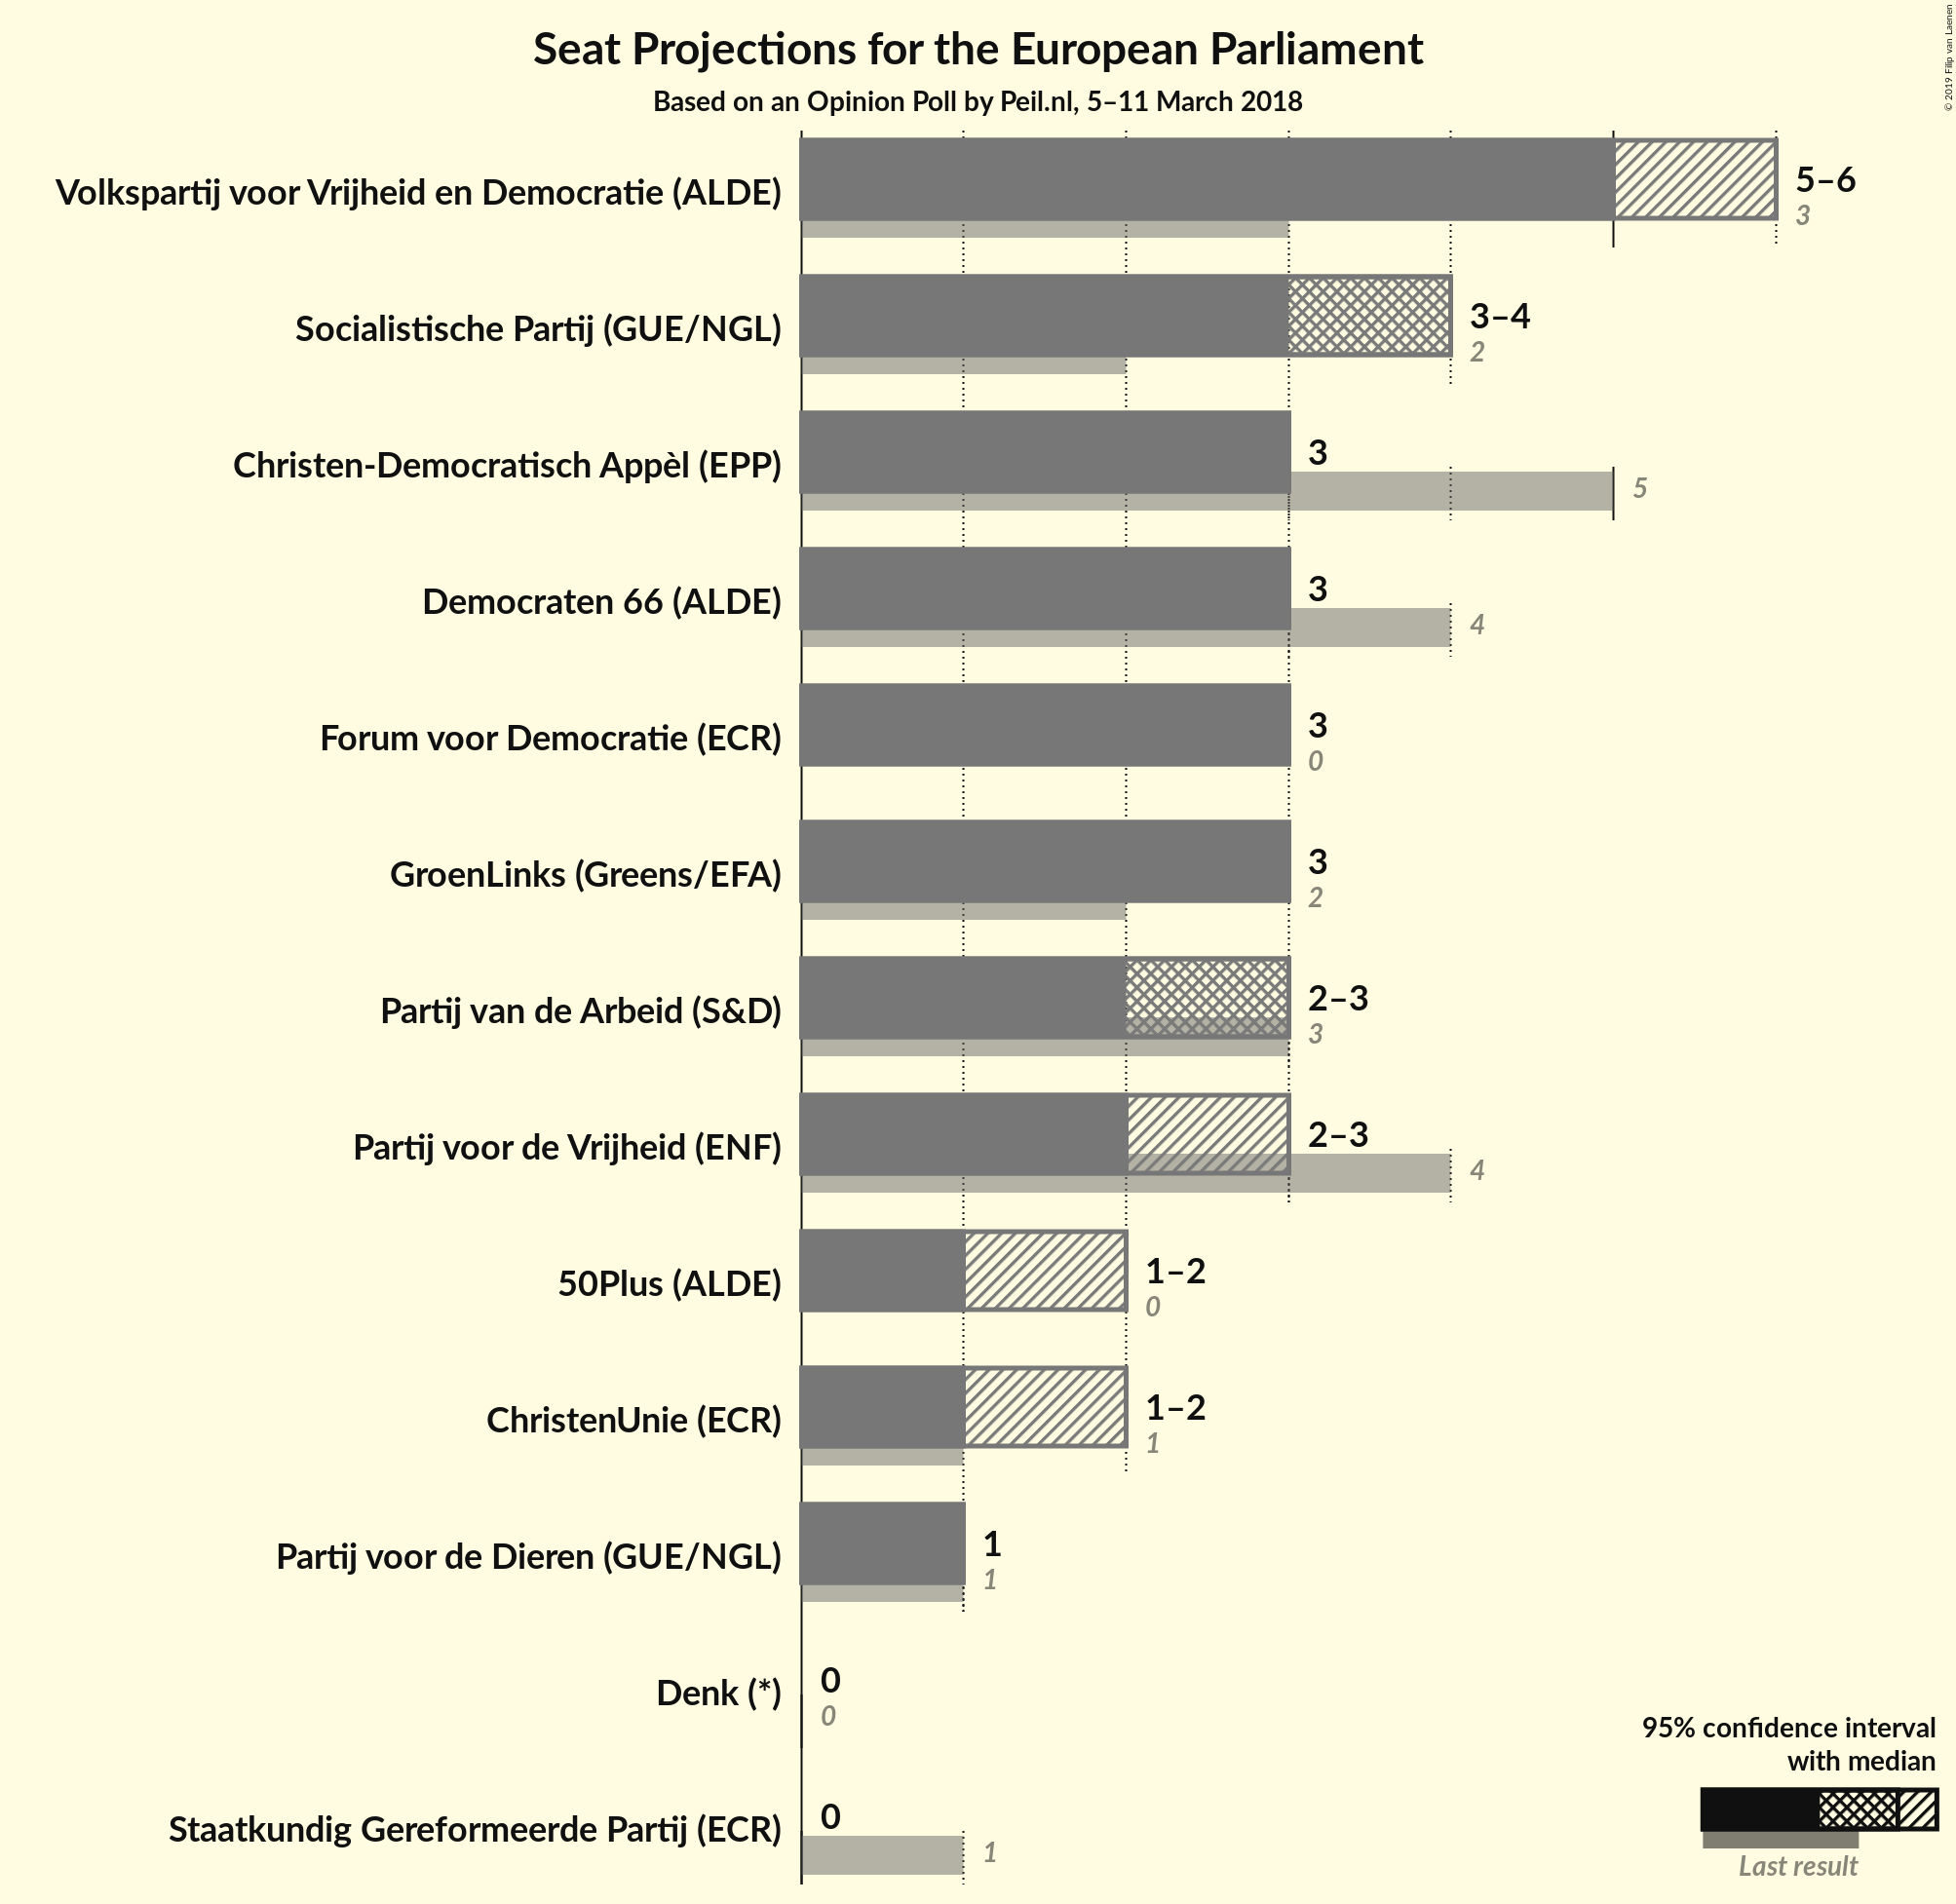 Seat Projections for the European Parliament
Based on an Opinion Poll by Peil.nl, 5–11 March 2018
© 2019 Filip van Laenen
Volkspartij voor Vrijheid en Democratie (ALDE)
5–6
3
Socialistische Partij (GUE/NGL)
3–4
2
Christen-Democratisch Appèl (EPP)
3
5
Democraten 66 (ALDE)
3
4
Forum voor Democratie (ECR)
3
0
GroenLinks (Greens/EFA)
3
2
Partij van de Arbeid (S&D)
2–3
3
Partij voor de Vrijheid (ENF)
2–3
4
50Plus (ALDE)
1–2
0
ChristenUnie (ECR)
1–2
1
Partij voor de Dieren (GUE/NGL)
1
1
Denk (*)
0
0
Staatkundig Gereformeerde Partij (ECR)
0
1
95% confidence interval
with median
Last result